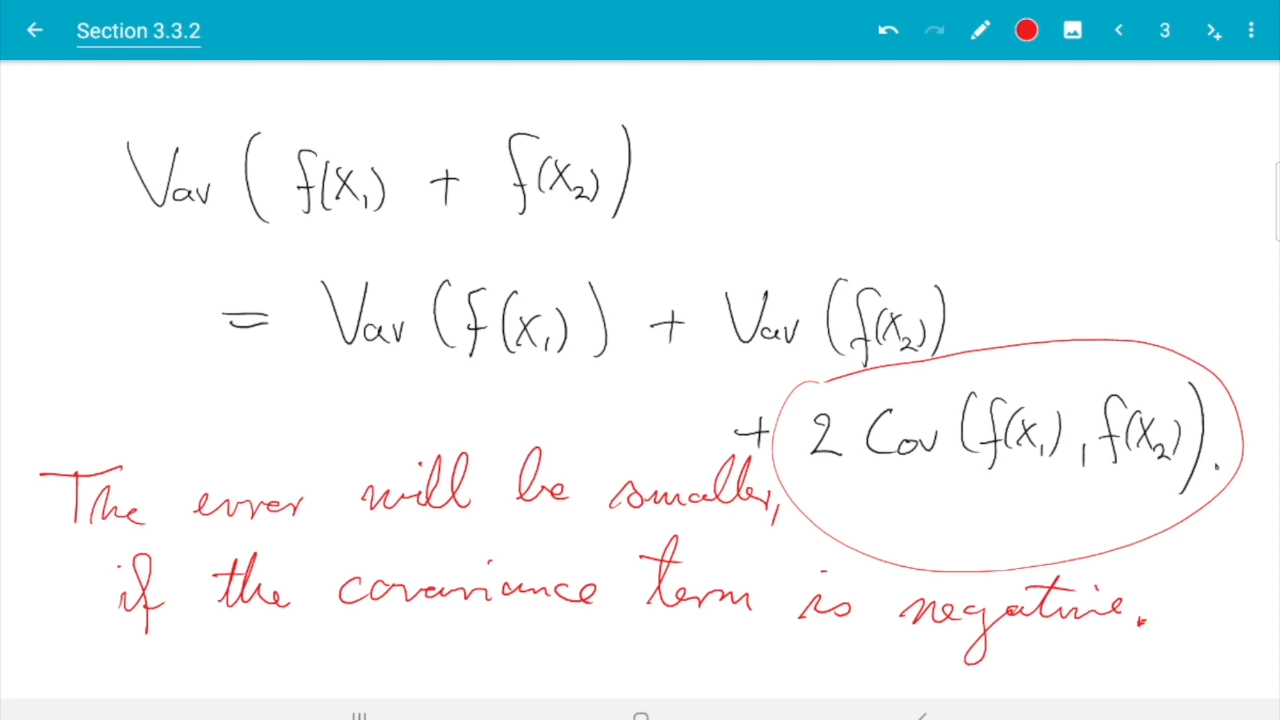 Section 3.3.2
3
Var ( f(X₁) + f(X₂) )
= Var ( f(X₁) ) + Var ( f(X₂) )
+ 2 Cov ( f(X₁) , f(X₂) ) .
The error will be smaller,
if the covariance term is negative.